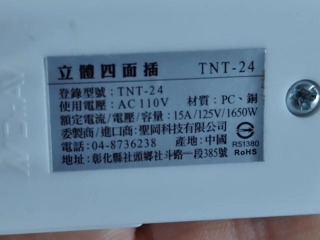 立體四面插 TNT-24
登錄型號:TNT-24
使用電壓:AC 110V 材質:PC、銅
額定電流/電壓/容量:15A/125V/1650W
委製商/進口商:聖岡科技有限公司
電話:04-8736238 產地:中國
地址:彰化縣社頭鄉社斗路一段385號
R51380
RoHS